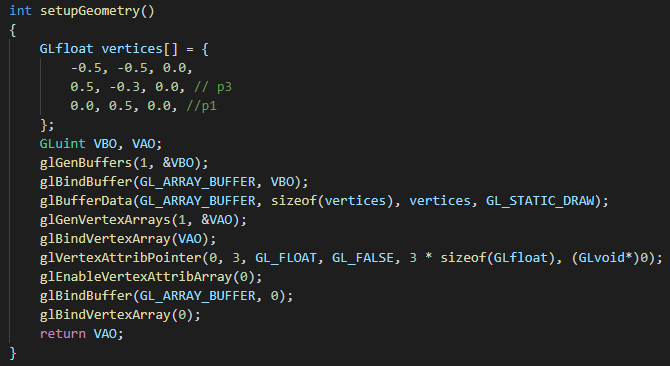 int setupGeometry()
{
    GLfloat vertices[] = {
        -0.5, -0.5, 0.0,
        0.5, -0.3, 0.0, // p3
        0.0, 0.5, 0.0, //p1
    };
    GLuint VBO, VAO;
    glGenBuffers(1, &VBO);
    glBindBuffer(GL_ARRAY_BUFFER, VBO);
    glBufferData(GL_ARRAY_BUFFER, sizeof(vertices), vertices, GL_STATIC_DRAW);
    glGenVertexArrays(1, &VAO);
    glBindVertexArray(VAO);
    glVertexAttribPointer(0, 3, GL_FLOAT, GL_FALSE, 3 * sizeof(GLfloat), (GLvoid*)0);
    glEnableVertexAttribArray(0);
    glBindBuffer(GL_ARRAY_BUFFER, 0);
    glBindVertexArray(0);
    return VAO;
}